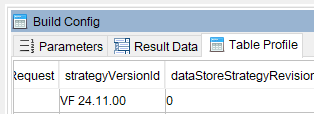 Build Config
Parameters Result Data Table Profile
Request strategyVersionId dataStoreStrategyRevision
VF 24.11.00 0